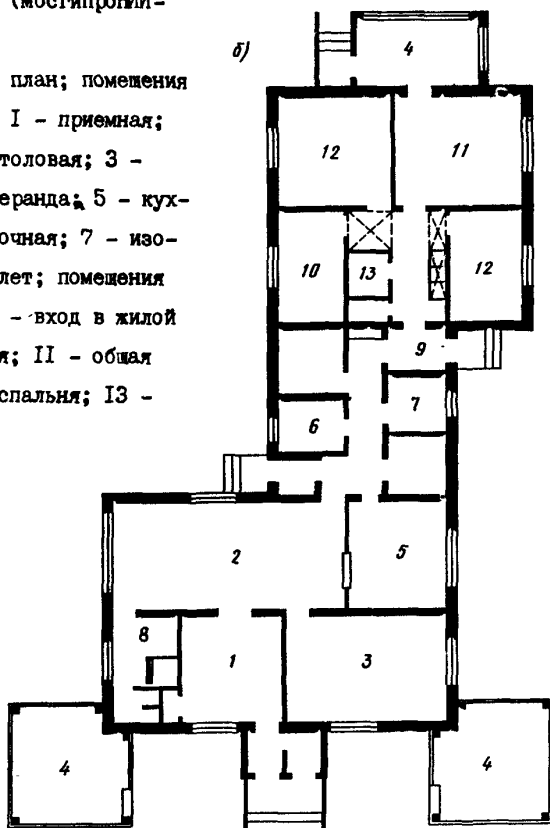 (мостипроний-
б)
план; помещения
I - приемная;
толовая; 3 -
еранда; 5 - кух-
очная; 7 - изо-
лет; помещения
- вход в жилой
я; II - общая
спальня; I3 -
4
12
11
10
13
12
9
7
6
2
5
8
1
3
4
4